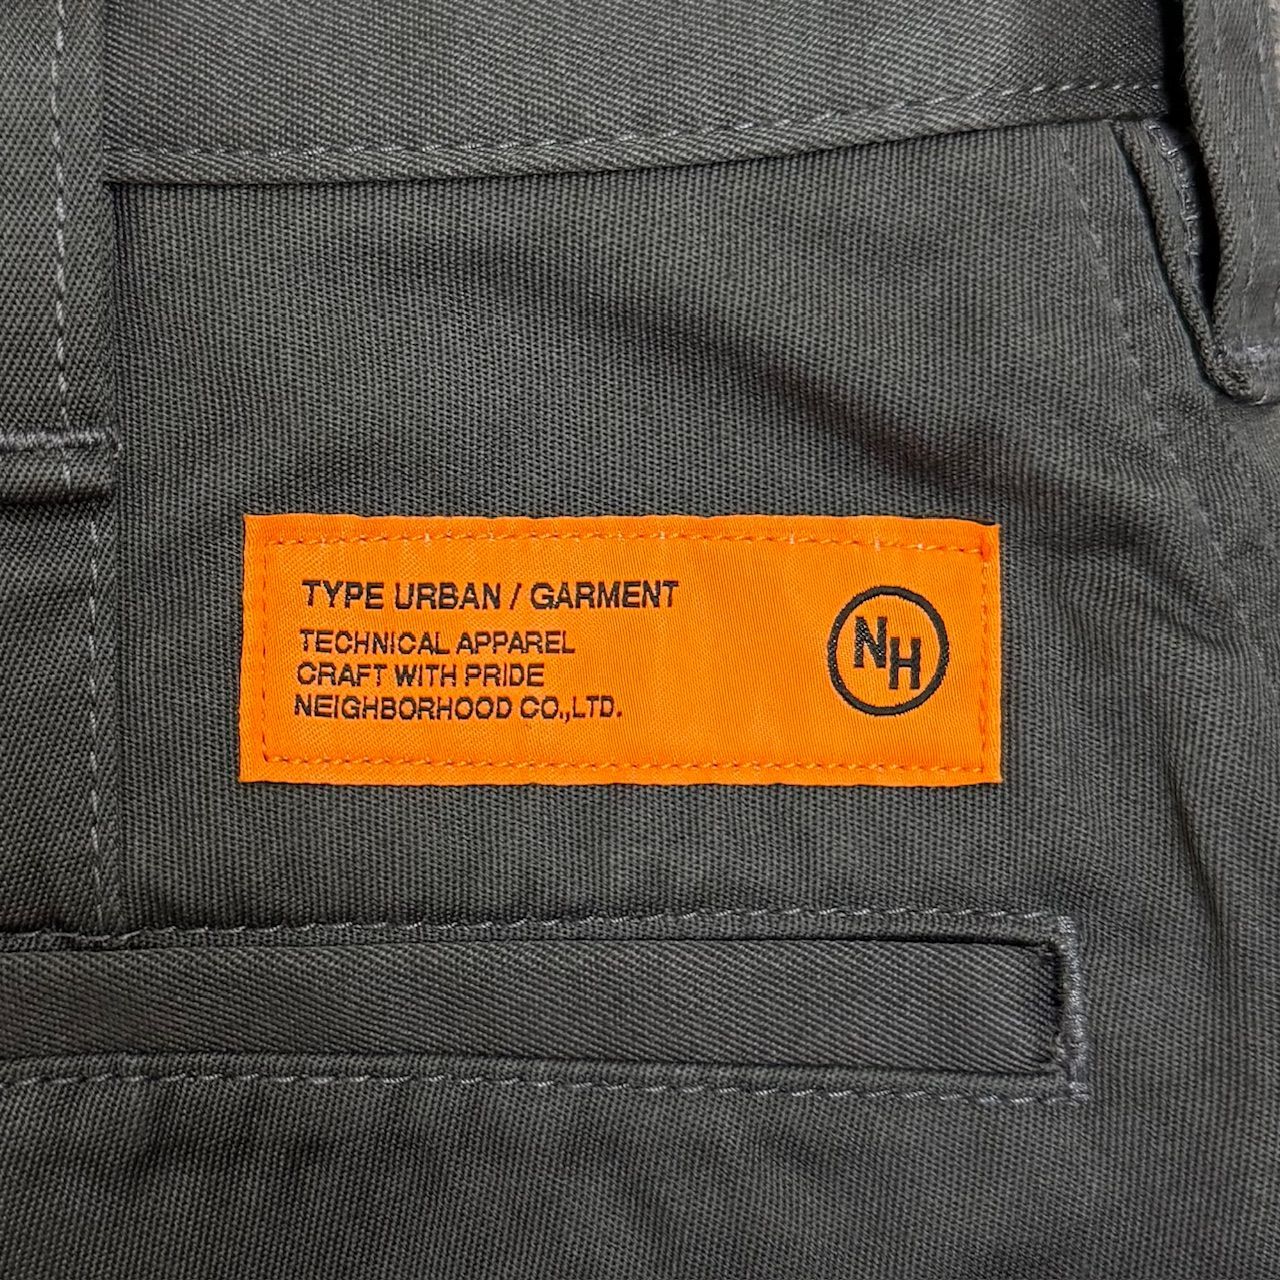 TYPE URBAN / GARMENT
TECHNICAL APPAREL
CRAFT WITH PRIDE
NEIGHBORHOOD CO.,LTD.
NH